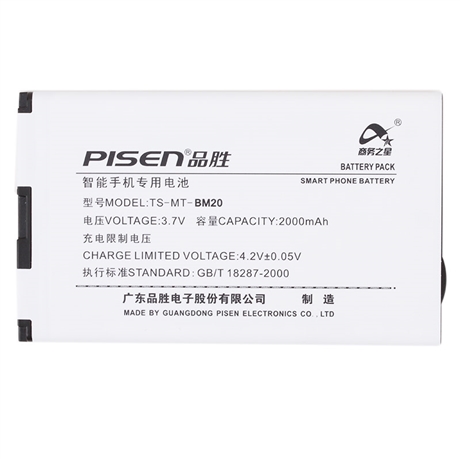 商务之星
BATTERY PACK
PISEN品胜
SMART PHONE BATTERY
智能手机专用电池
型号MODEL:TS-MT-BM20
电压VOLTAGE:3.7V 容量CAPACITY:2000mAh
充电限制电压
CHARGE LIMITED VOLTAGE:4.2V±0.05V
执行标准STANDARD: GB/T 18287-2000
广东品胜电子股份有限公司 制 造
MADE BY GUANGDONG PISEN ELECTRONICS CO., LTD.